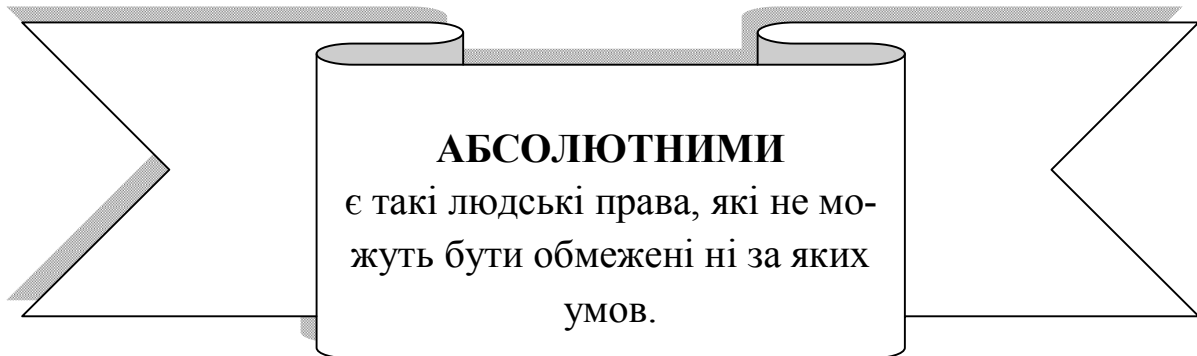 АБСОЛЮТНИМИ
є такі людські права, які не мо-
жуть бути обмежені ні за яких
умов.